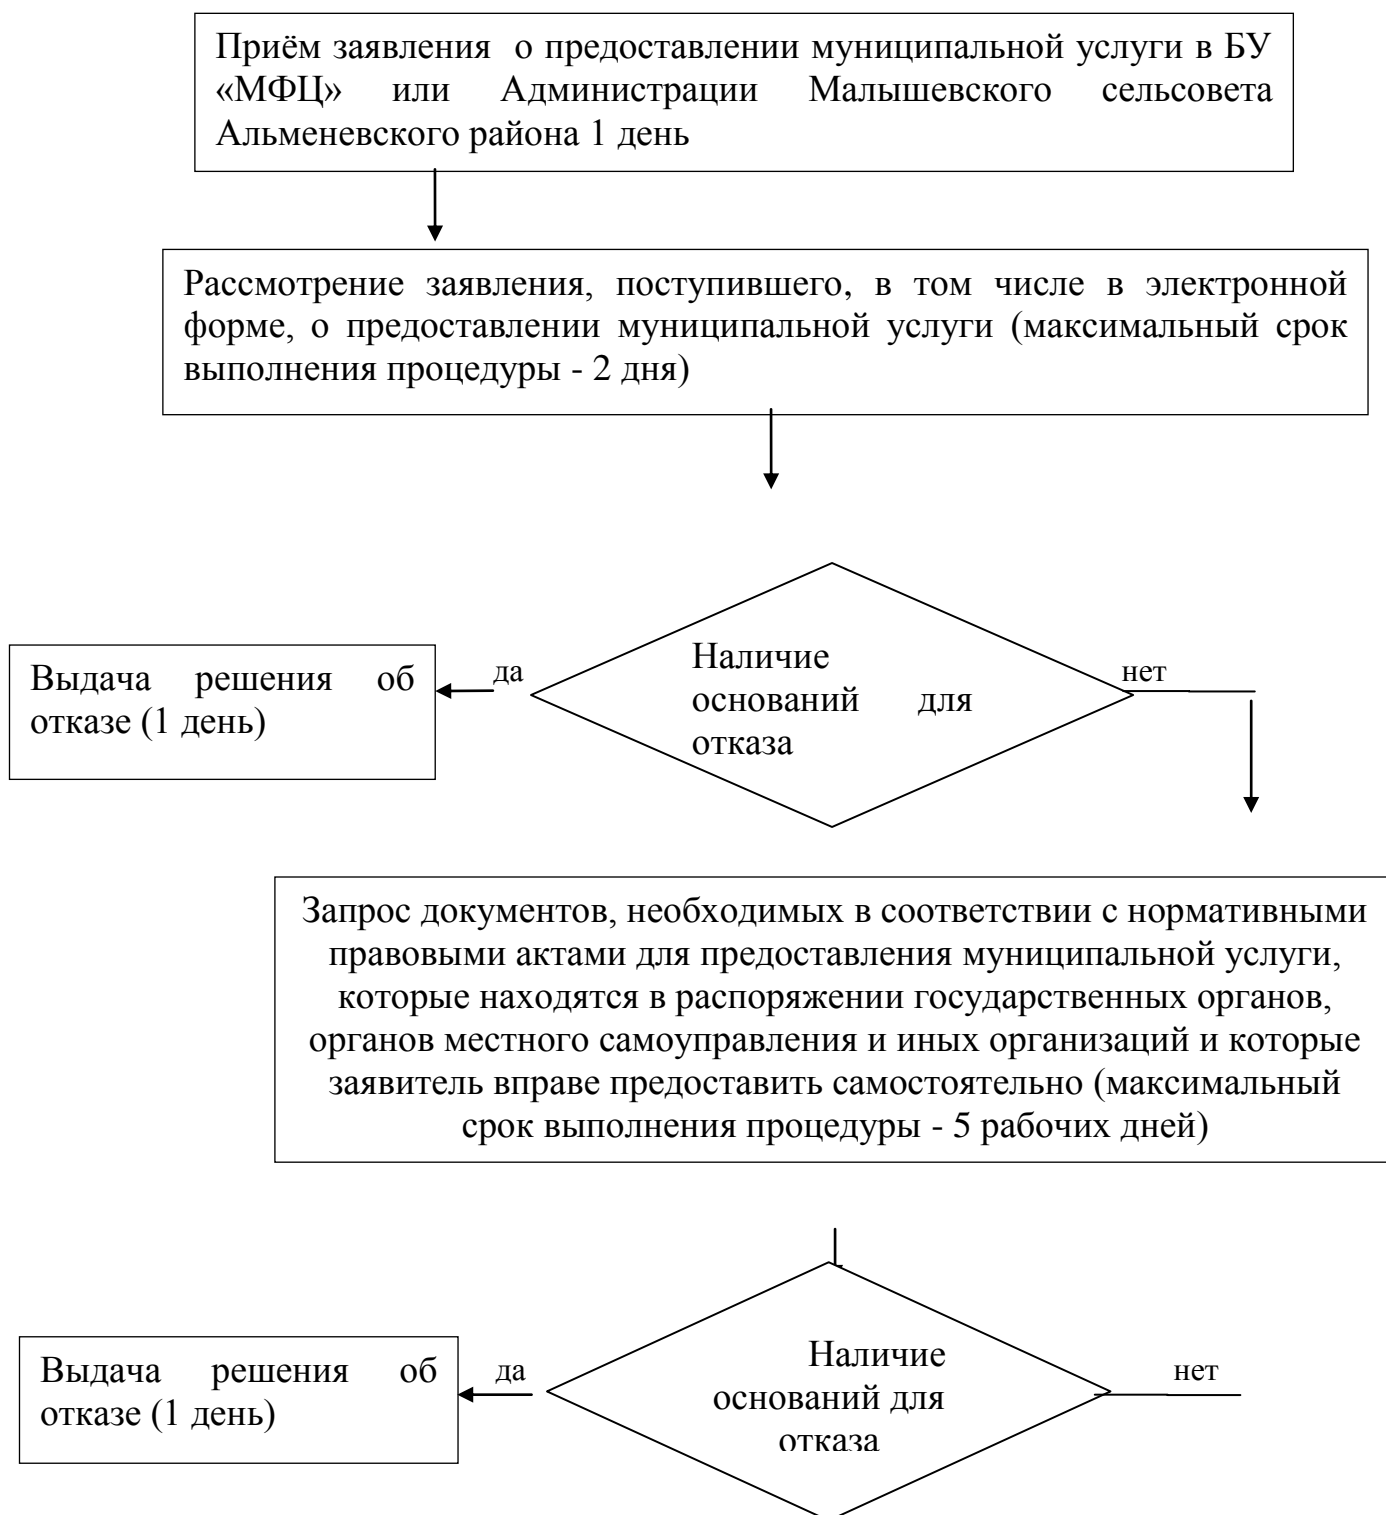 Приём заявления о предоставлении муниципальной услуги в БУ
«МФЦ» или Администрации Малышевского сельсовета
Альменевского района 1 день
Рассмотрение заявления, поступившего, в том числе в электронной
форме, о предоставлении муниципальной услуги (максимальный срок
выполнения процедуры - 2 дня)
Наличие
оснований для
отказа
да
нет
Выдача решения об
отказе (1 день)
Запрос документов, необходимых в соответствии с нормативными
правовыми актами для предоставления муниципальной услуги,
которые находятся в распоряжении государственных органов,
органов местного самоуправления и иных организаций и которые
заявитель вправе предоставить самостоятельно (максимальный
срок выполнения процедуры - 5 рабочих дней)
Наличие
оснований для
отказа
да
нет
Выдача решения об
отказе (1 день)